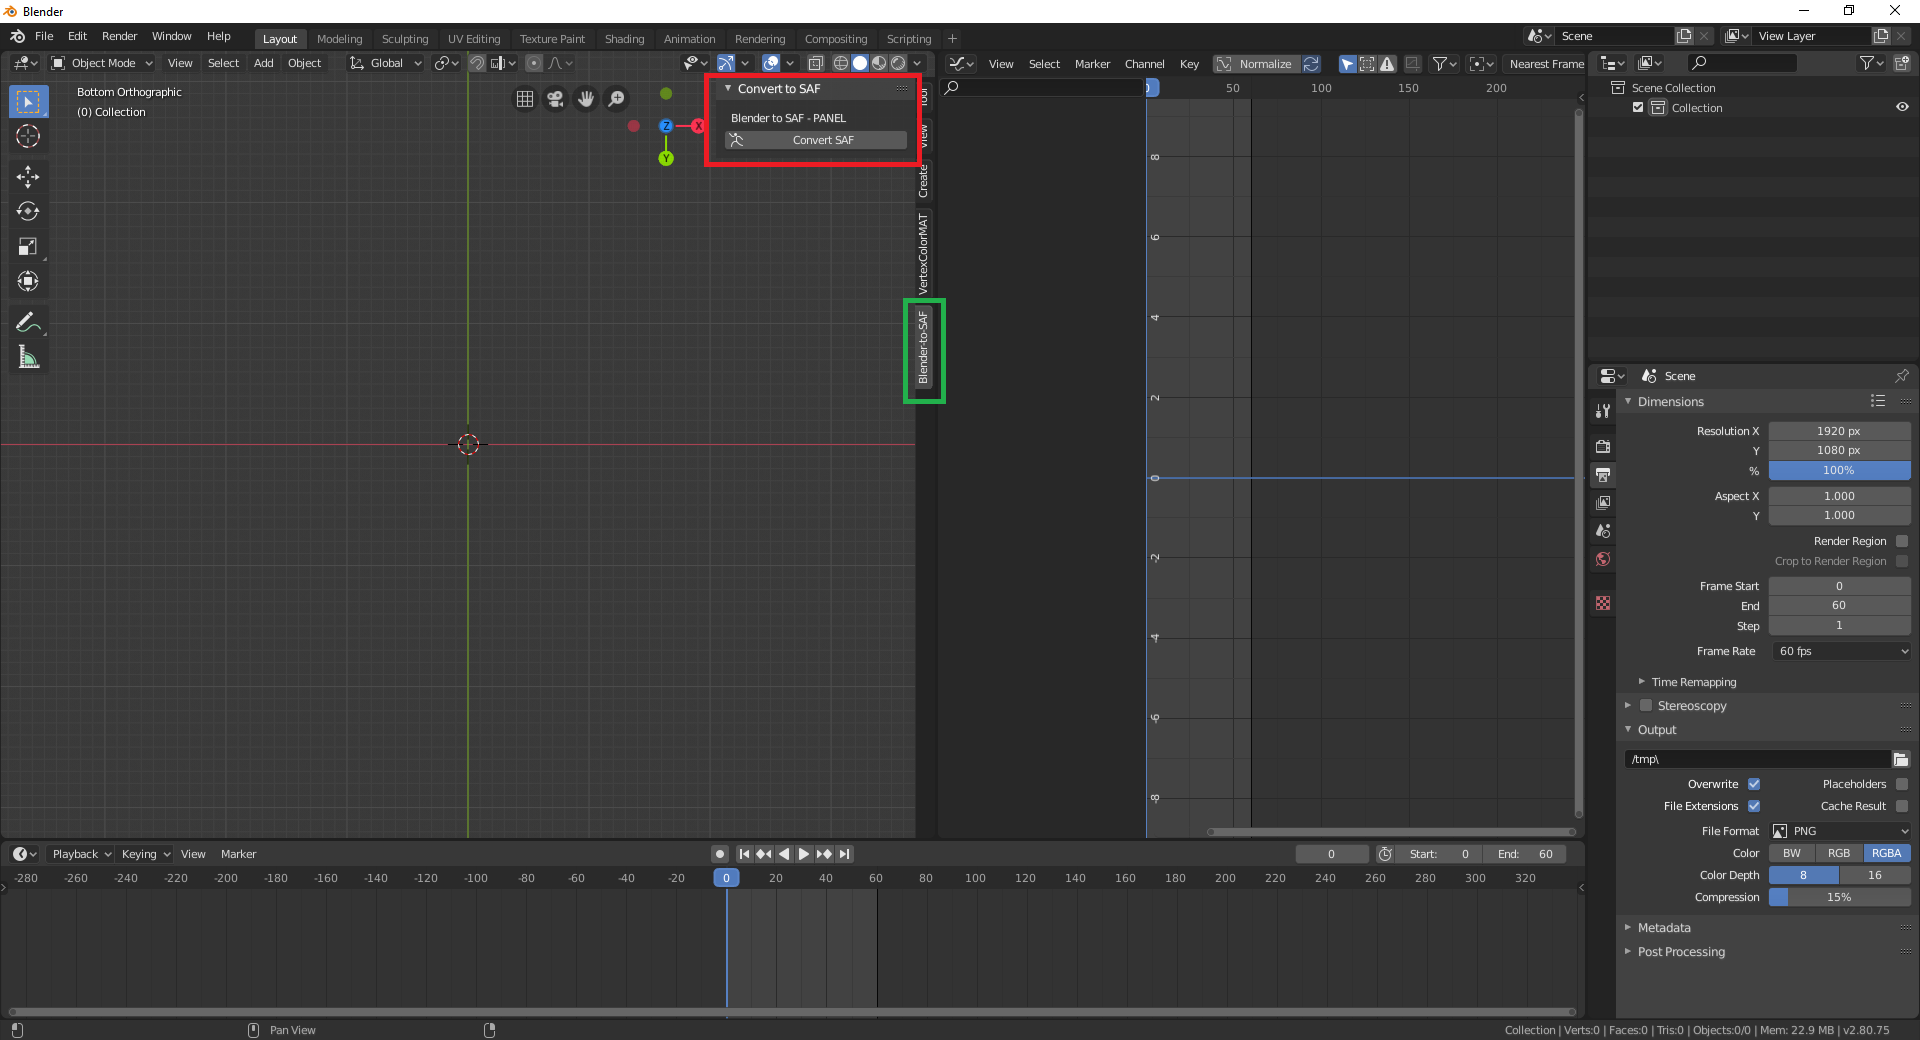 Blender
File Edit Render Window Help Layout Modeling Sculpting UV Editing Texture Paint Shading Animation Rendering Compositing Scripting + Scene View Layer
Object Mode View Select Add Object Global
View Select Marker Channel Key Normalize Nearest Frame
Bottom Orthographic
(0) Collection
Z
X
Y
Convert to SAF
Blender to SAF - PANEL
Convert SAF
Tool
View
Create
VertexColorMAT
Blender-to-SAF
0 50 100 150 200
8
6
4
2
0
-2
-4
-6
-8
Scene Collection
Collection
Scene
Dimensions
Resolution X 1920 px
Y 1080 px
% 100%
Aspect X 1.000
Y 1.000
Render Region
Crop to Render Region
Frame Start 0
End 60
Step 1
Frame Rate 60 fps
Time Remapping
Stereoscopy
Output
/tmp\
Overwrite Placeholders
File Extensions Cache Result
File Format PNG
Color BW RGB RGBA
Color Depth 8 16
Compression 15%
Metadata
Post Processing
Playback Keying View Marker 0 Start: 0 End: 60
-280 -260 -240 -220 -200 -180 -160 -140 -120 -100 -80 -60 -40 -20 0 20 40 60 80 100 120 140 160 180 200 220 240 260 280 300 320
Pan View
Collection | Verts:0 | Faces:0 | Tris:0 | Objects:0/0 | Mem: 22.9 MB | v2.80.75